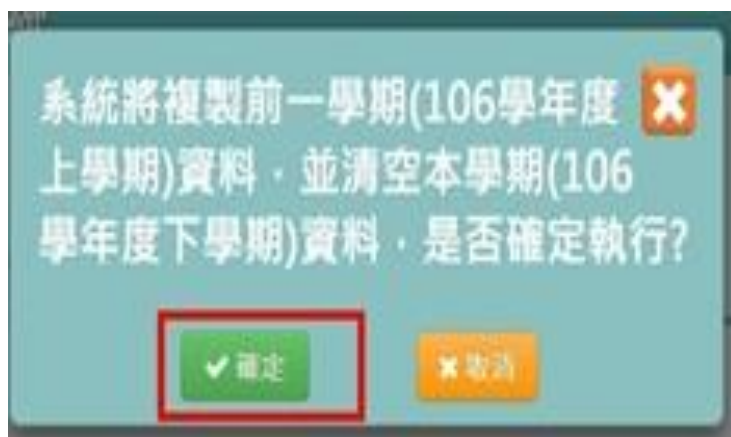 系統將複製前一學期(106學年度
上學期)資料，並清空本學期(106
學年度下學期)資料，是否確定執行?
確定
取消